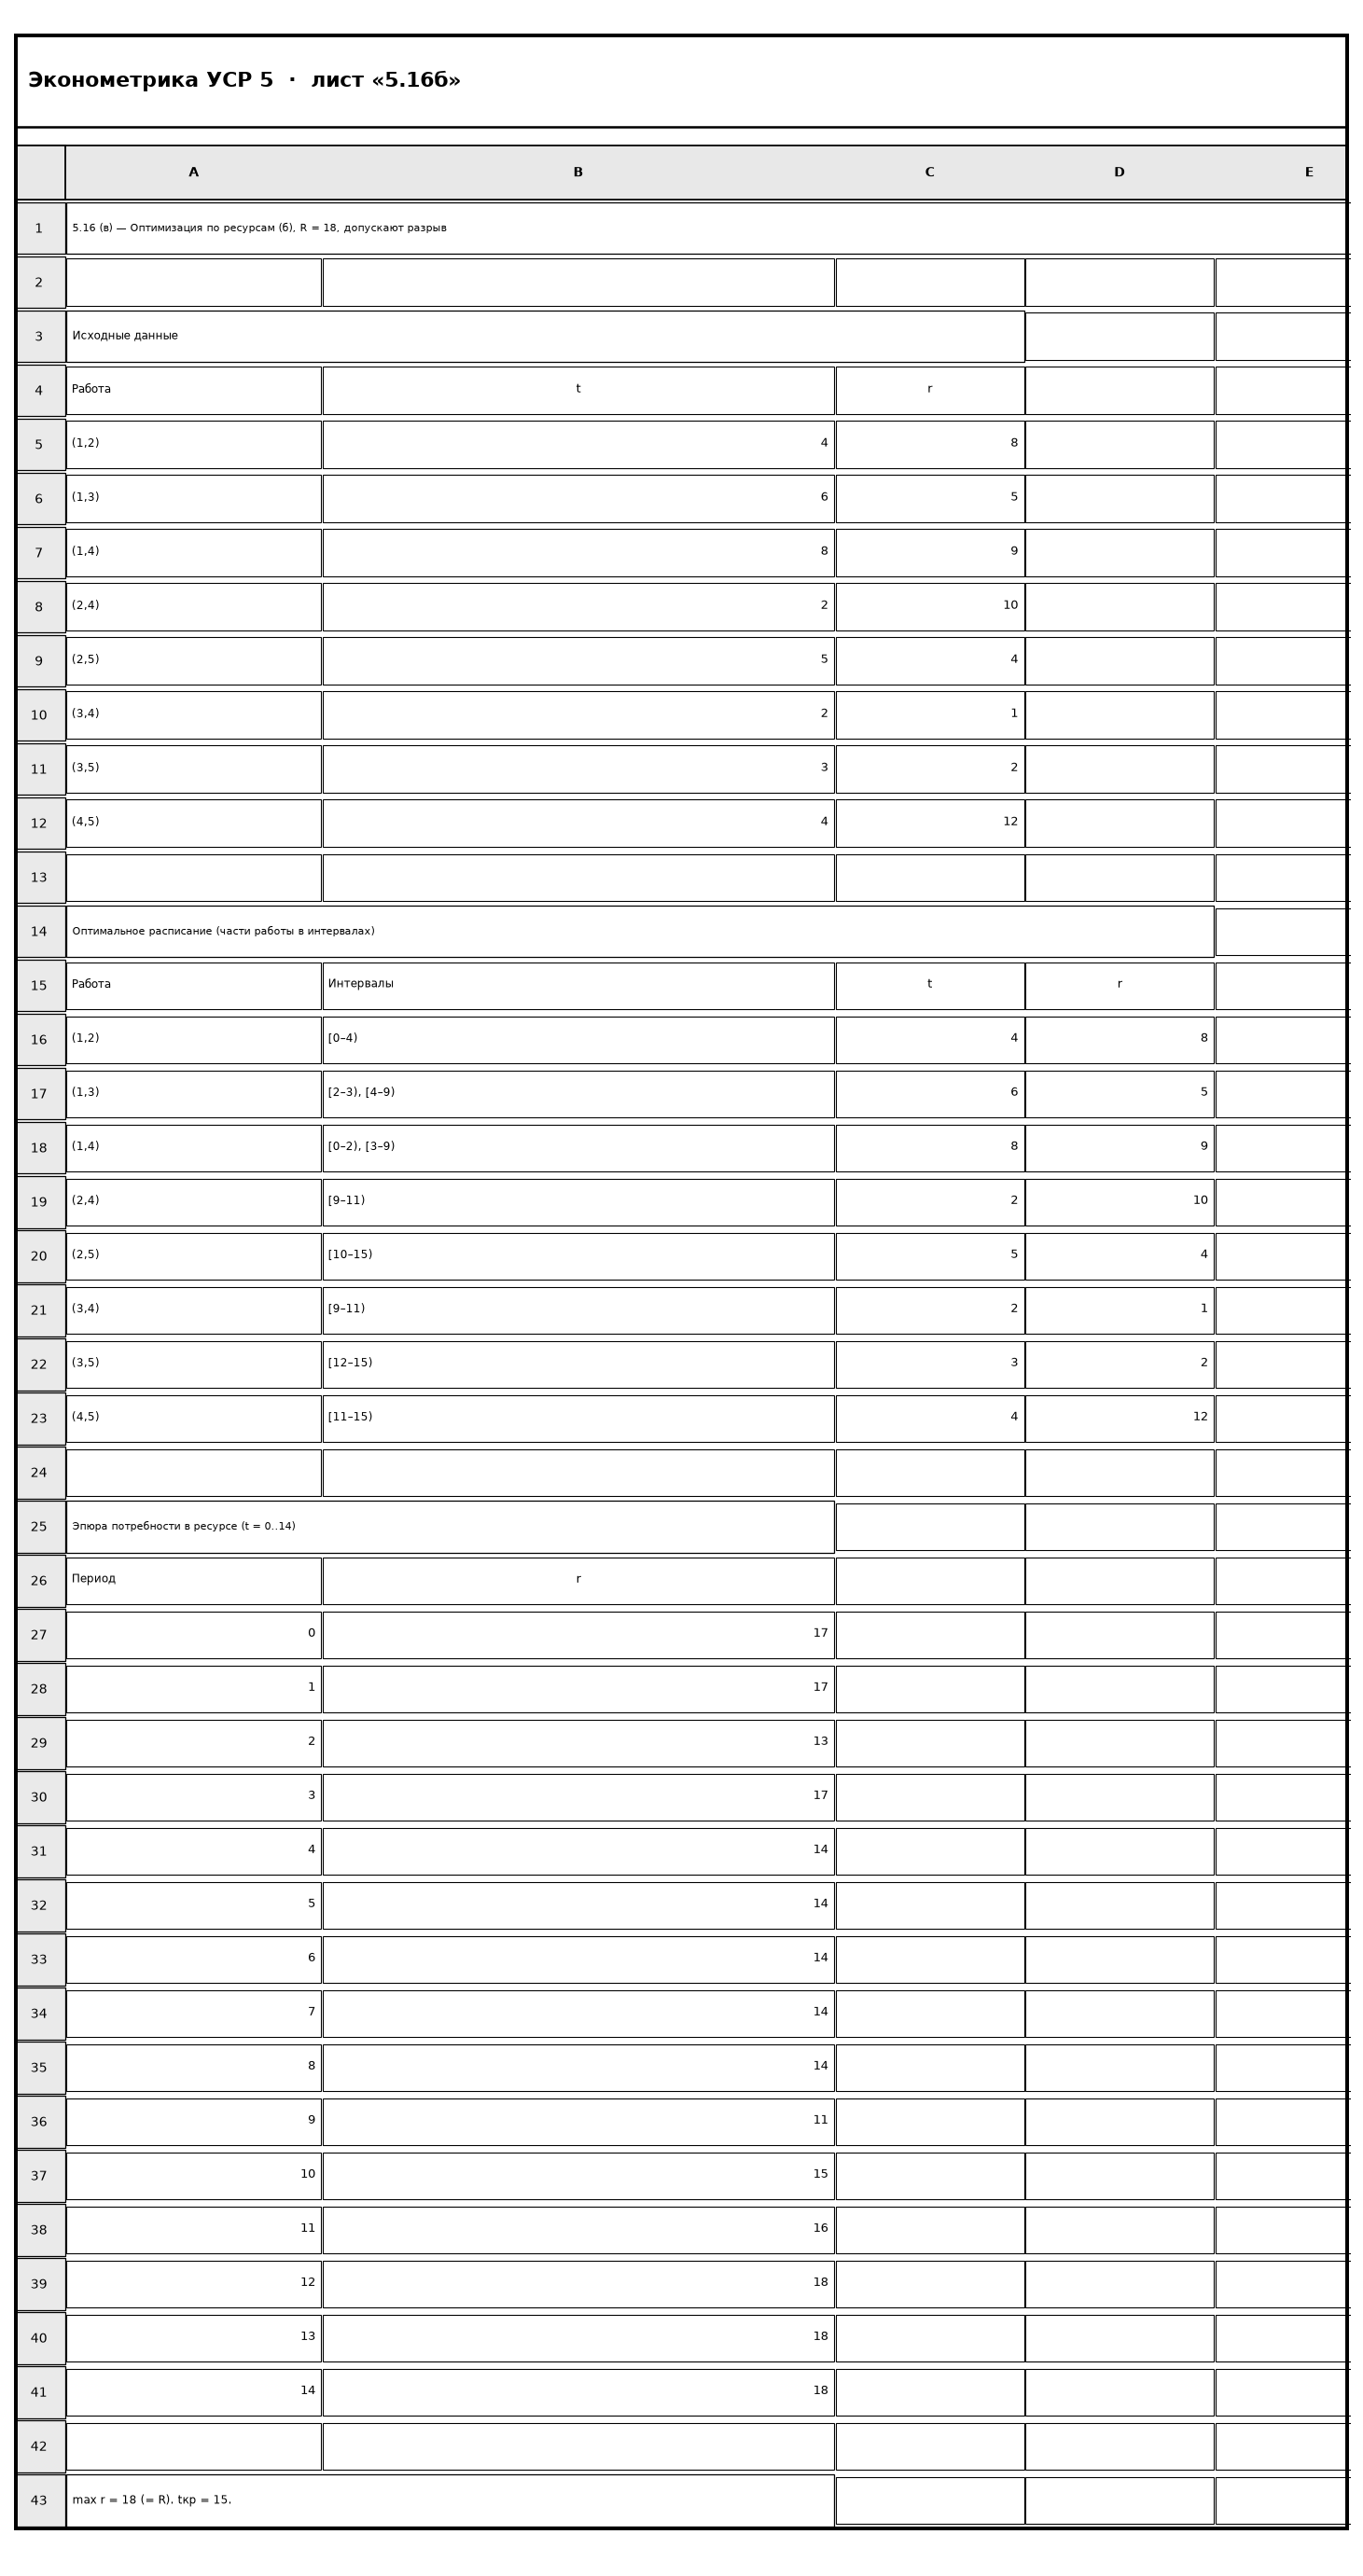 Эконометрика УСР 5 · лист «5.16б»
A B C D E
1 5.16 (в) — Оптимизация по ресурсам (б), R = 18, допускают разрыв
2
3 Исходные данные
4 Работа t r
5 (1,2) 4 8
6 (1,3) 6 5
7 (1,4) 8 9
8 (2,4) 2 10
9 (2,5) 5 4
10 (3,4) 2 1
11 (3,5) 3 2
12 (4,5) 4 12
13
14 Оптимальное расписание (части работы в интервалах)
15 Работа Интервалы t r
16 (1,2) [0–4) 4 8
17 (1,3) [2–3), [4–9) 6 5
18 (1,4) [0–2), [3–9) 8 9
19 (2,4) [9–11) 2 10
20 (2,5) [10–15) 5 4
21 (3,4) [9–11) 2 1
22 (3,5) [12–15) 3 2
23 (4,5) [11–15) 4 12
24
25 Эпюра потребности в ресурсе (t = 0..14)
26 Период r
27 0 17
28 1 17
29 2 13
30 3 17
31 4 14
32 5 14
33 6 14
34 7 14
35 8 14
36 9 11
37 10 15
38 11 16
39 12 18
40 13 18
41 14 18
42
43 max r = 18 (= R). tкр = 15.